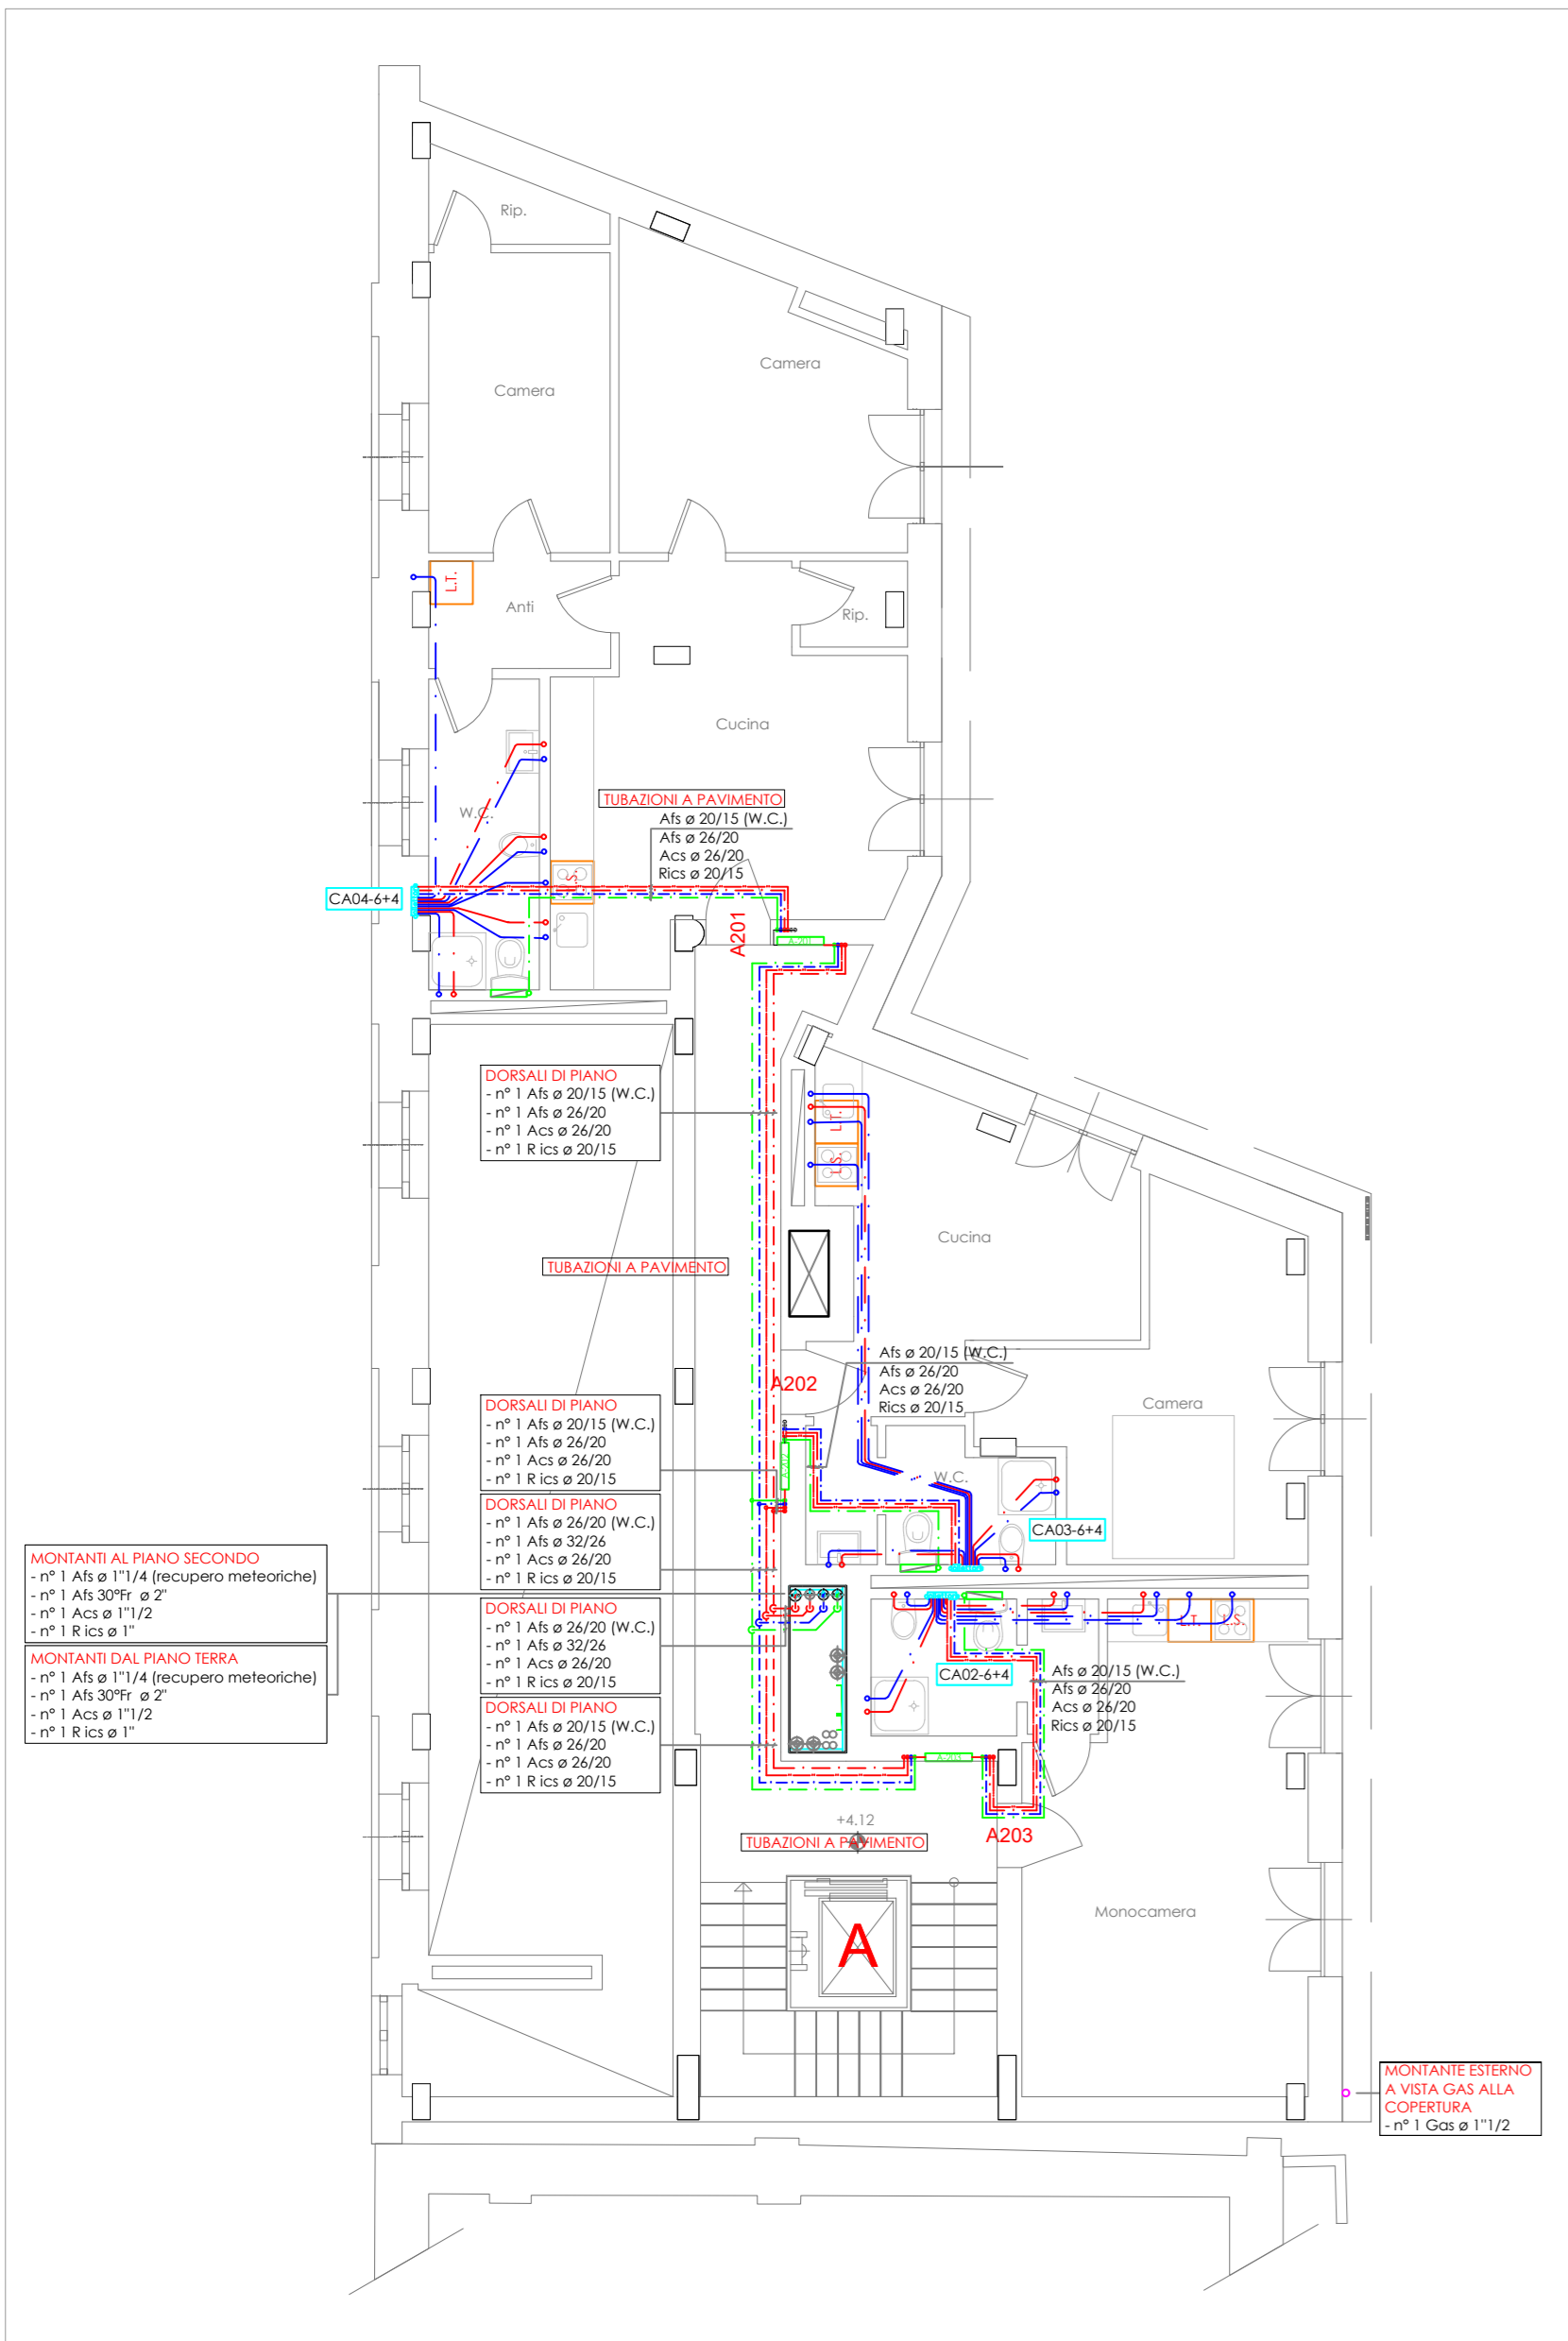 Rip.
Camera
Camera
L.T.
Anti
Rip.
Cucina
TUBAZIONI A PAVIMENTO
Afs ø 20/15 (W.C.)
Afs ø 26/20
Acs ø 26/20
Rics ø 20/15
W.C.
CA04-6+4
A201
A-201
DORSALI DI PIANO
- n° 1 Afs ø 20/15 (W.C.)
- n° 1 Afs ø 26/20
- n° 1 Acs ø 26/20
- n° 1 R ics ø 20/15
L.T.
L.S.
Cucina
TUBAZIONI A PAVIMENTO
Afs ø 20/15 (W.C.)
Afs ø 26/20
Acs ø 26/20
Rics ø 20/15
A202
A-202
Camera
DORSALI DI PIANO
- n° 1 Afs ø 20/15 (W.C.)
- n° 1 Afs ø 26/20
- n° 1 Acs ø 26/20
- n° 1 R ics ø 20/15
W.C.
CA03-6+4
DORSALI DI PIANO
- n° 1 Afs ø 26/20 (W.C.)
- n° 1 Afs ø 32/26
- n° 1 Acs ø 26/20
- n° 1 R ics ø 20/15
MONTANTI AL PIANO SECONDO
- n° 1 Afs ø 1"1/4 (recupero meteoriche)
- n° 1 Afs 30°Fr ø 2"
- n° 1 Acs ø 1"1/2
- n° 1 R ics ø 1"
DORSALI DI PIANO
- n° 1 Afs ø 26/20 (W.C.)
- n° 1 Afs ø 32/26
- n° 1 Acs ø 26/20
- n° 1 R ics ø 20/15
MONTANTI DAL PIANO TERRA
- n° 1 Afs ø 1"1/4 (recupero meteoriche)
- n° 1 Afs 30°Fr ø 2"
- n° 1 Acs ø 1"1/2
- n° 1 R ics ø 1"
L.T.
L.S.
CA02-6+4
Afs ø 20/15 (W.C.)
Afs ø 26/20
Acs ø 26/20
Rics ø 20/15
DORSALI DI PIANO
- n° 1 Afs ø 20/15 (W.C.)
- n° 1 Afs ø 26/20
- n° 1 Acs ø 26/20
- n° 1 R ics ø 20/15
A-203
+4.12
TUBAZIONI A PAVIMENTO
A203
Monocamera
A
MONTANTE ESTERNO
A VISTA GAS ALLA
COPERTURA
- n° 1 Gas ø 1"1/2